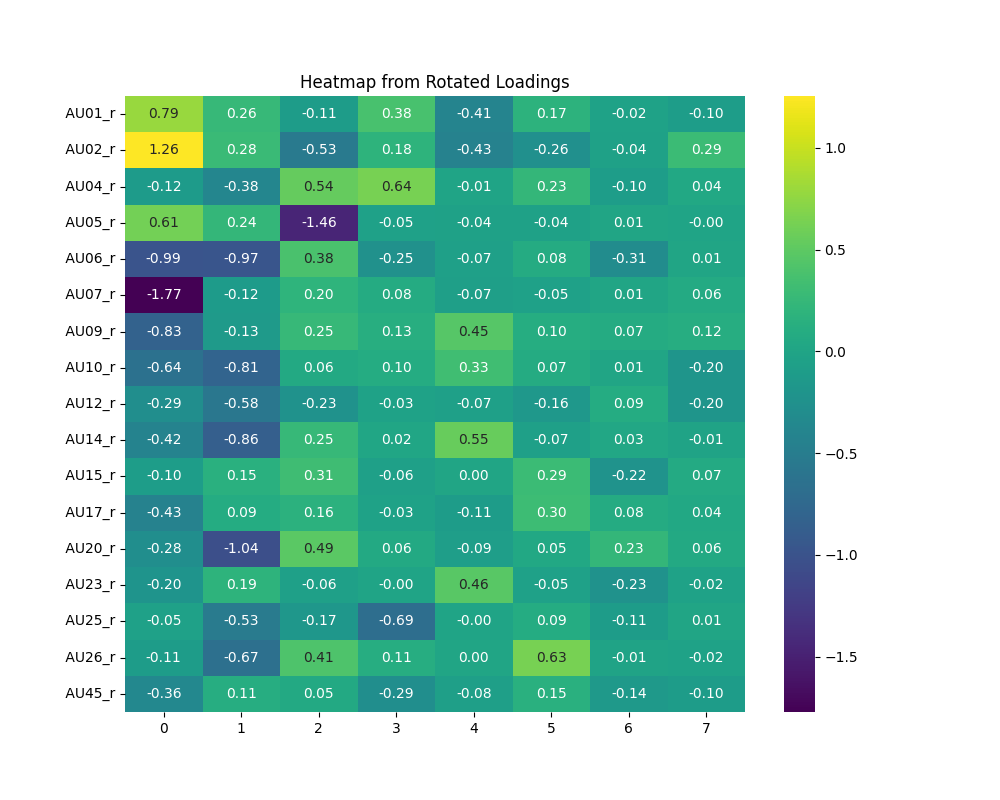 Heatmap from Rotated Loadings
AU01_r 0.79 0.26 -0.11 0.38 -0.41 0.17 -0.02 -0.10
AU02_r 1.26 0.28 -0.53 0.18 -0.43 -0.26 -0.04 0.29
AU04_r -0.12 -0.38 0.54 0.64 -0.01 0.23 -0.10 0.04
AU05_r 0.61 0.24 -1.46 -0.05 -0.04 -0.04 0.01 -0.00
AU06_r -0.99 -0.97 0.38 -0.25 -0.07 0.08 -0.31 0.01
AU07_r -1.77 -0.12 0.20 0.08 -0.07 -0.05 0.01 0.06
AU09_r -0.83 -0.13 0.25 0.13 0.45 0.10 0.07 0.12
AU10_r -0.64 -0.81 0.06 0.10 0.33 0.07 0.01 -0.20
AU12_r -0.29 -0.58 -0.23 -0.03 -0.07 -0.16 0.09 -0.20
AU14_r -0.42 -0.86 0.25 0.02 0.55 -0.07 0.03 -0.01
AU15_r -0.10 0.15 0.31 -0.06 0.00 0.29 -0.22 0.07
AU17_r -0.43 0.09 0.16 -0.03 -0.11 0.30 0.08 0.04
AU20_r -0.28 -1.04 0.49 0.06 -0.09 0.05 0.23 0.06
AU23_r -0.20 0.19 -0.06 -0.00 0.46 -0.05 -0.23 -0.02
AU25_r -0.05 -0.53 -0.17 -0.69 -0.00 0.09 -0.11 0.01
AU26_r -0.11 -0.67 0.41 0.11 0.00 0.63 -0.01 -0.02
AU45_r -0.36 0.11 0.05 -0.29 -0.08 0.15 -0.14 -0.10
0 1 2 3 4 5 6 7
1.0
0.5
0.0
−0.5
−1.0
−1.5